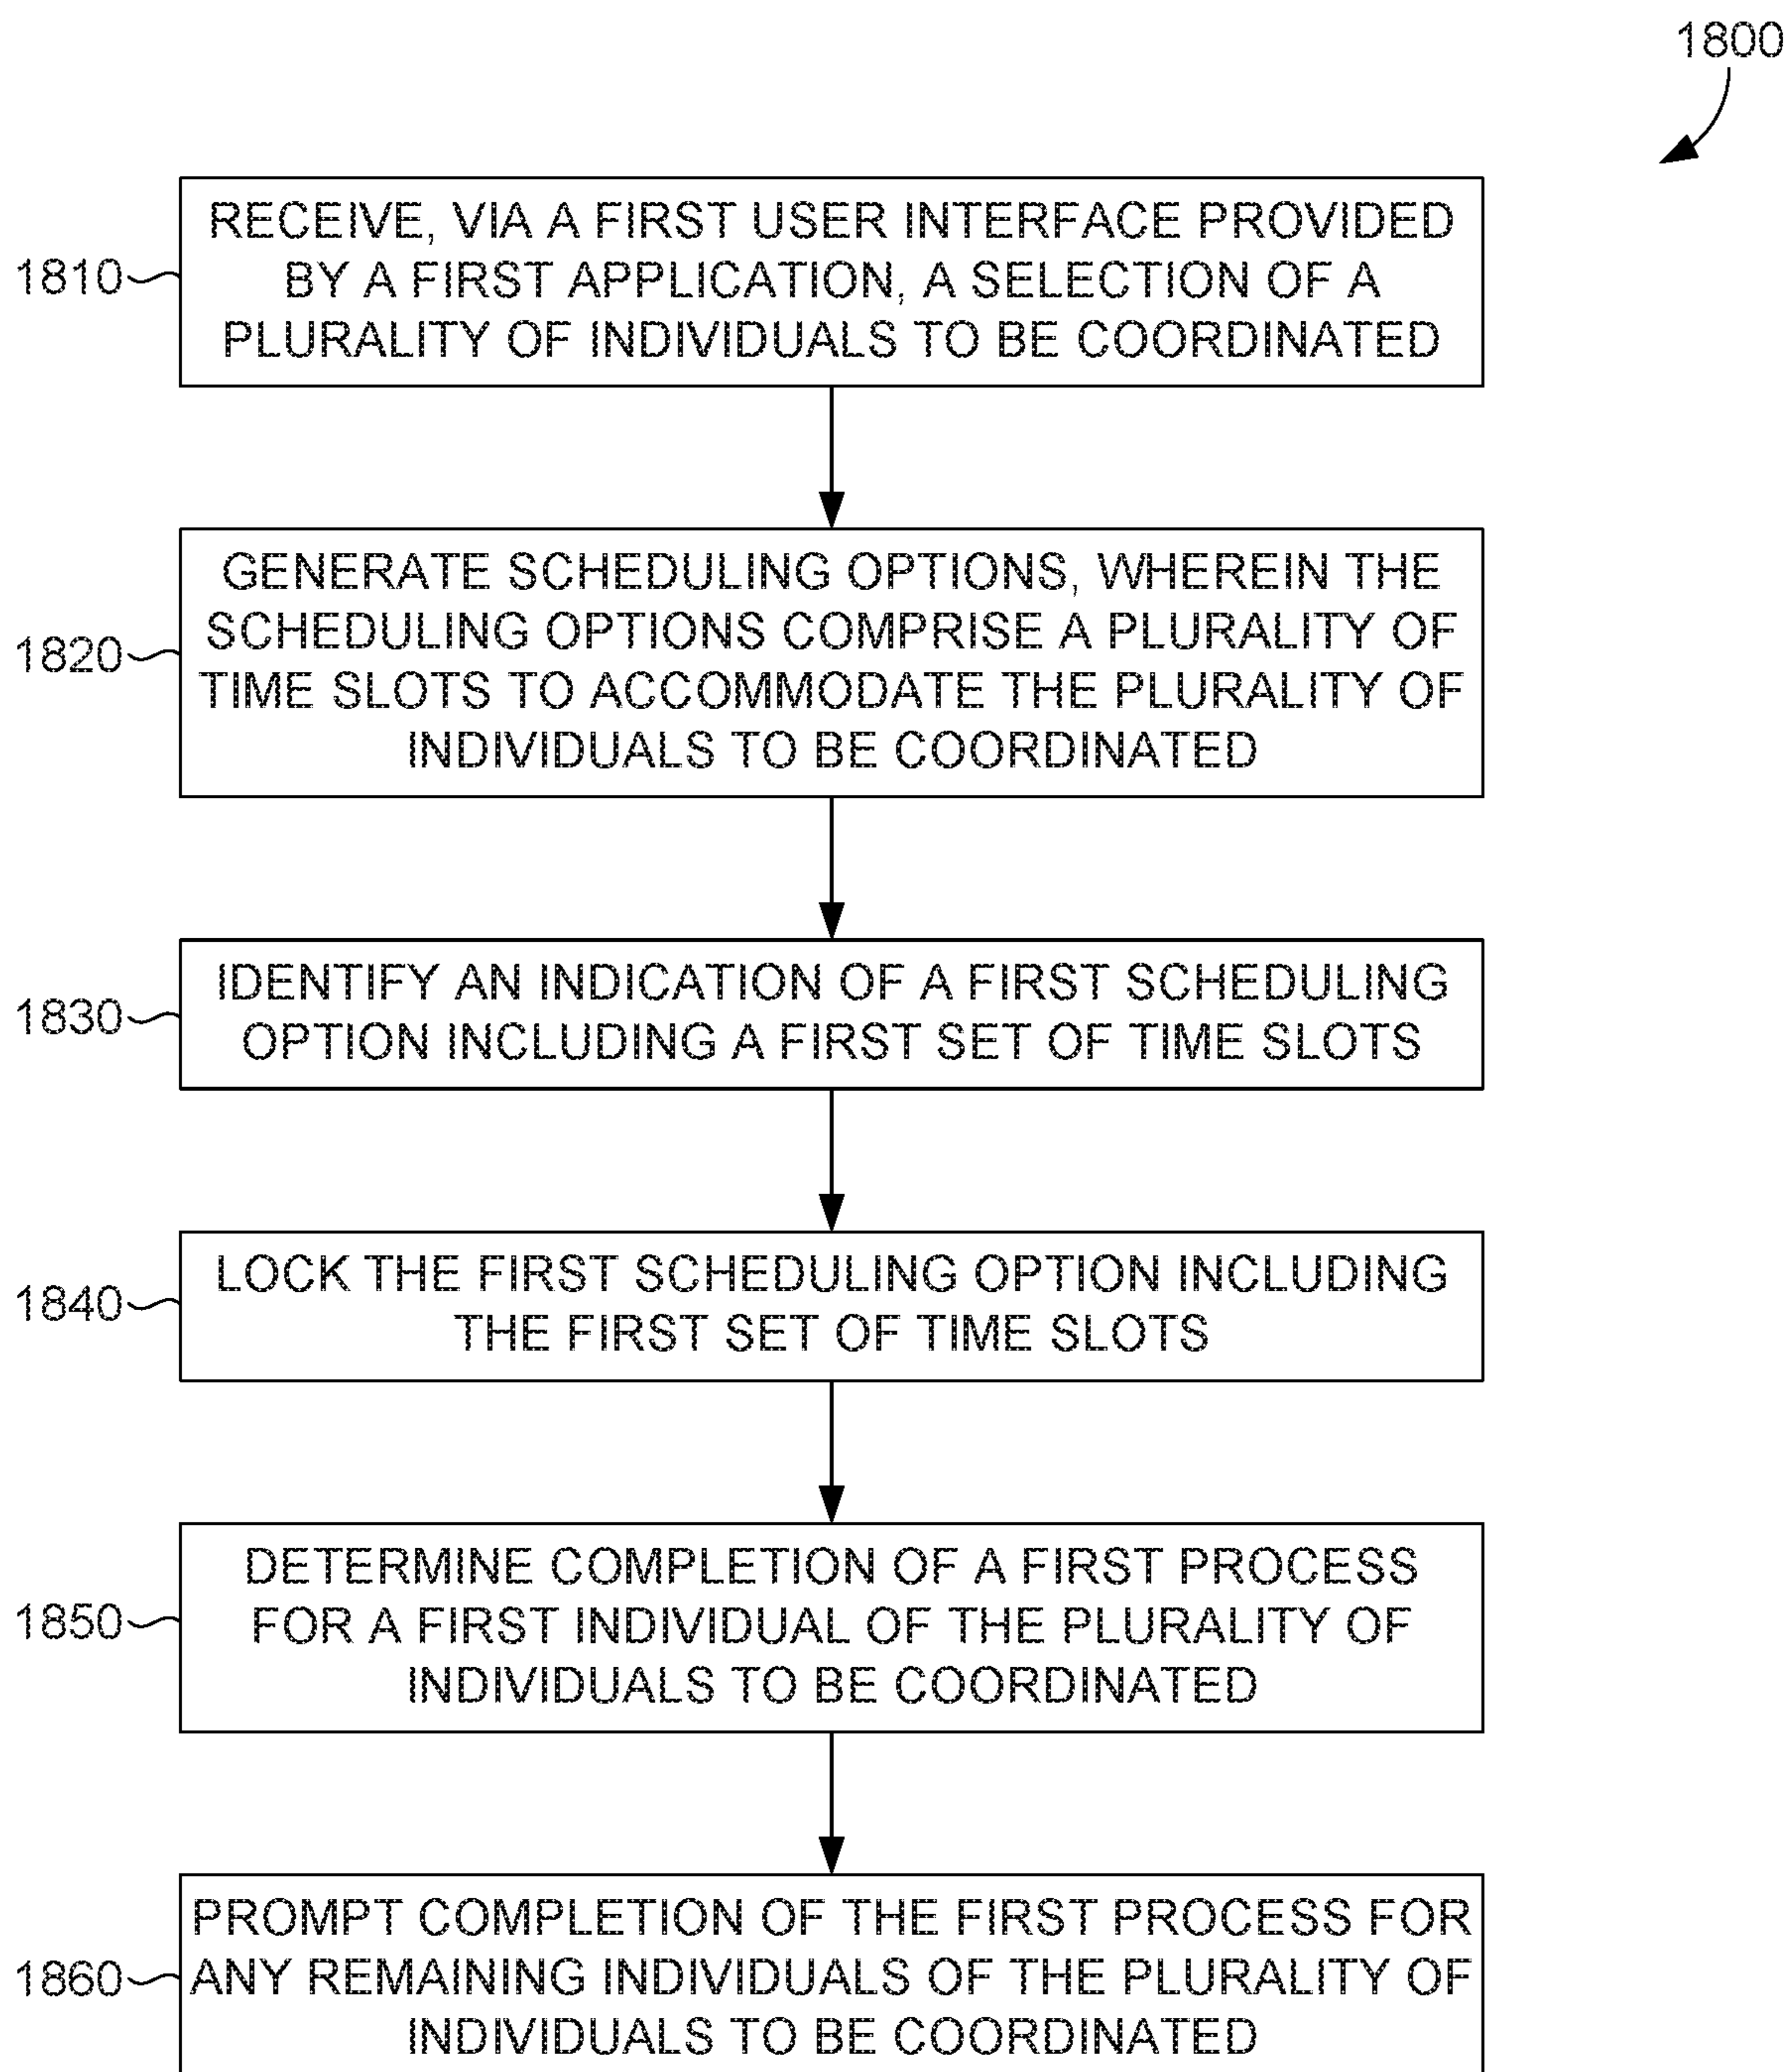 1800
RECEIVE, VIA A FIRST USER INTERFACE PROVIDED
BY A FIRST APPLICATION, A SELECTION OF A
PLURALITY OF INDIVIDUALS TO BE COORDINATED
1810
GENERATE SCHEDULING OPTIONS, WHEREIN THE
SCHEDULING OPTIONS COMPRISE A PLURALITY OF
TIME SLOTS TO ACCOMMODATE THE PLURALITY OF
INDIVIDUALS TO BE COORDINATED
1820
IDENTIFY AN INDICATION OF A FIRST SCHEDULING
OPTION INCLUDING A FIRST SET OF TIME SLOTS
1830
LOCK THE FIRST SCHEDULING OPTION INCLUDING
THE FIRST SET OF TIME SLOTS
1840
DETERMINE COMPLETION OF A FIRST PROCESS
FOR A FIRST INDIVIDUAL OF THE PLURALITY OF
INDIVIDUALS TO BE COORDINATED
1850
PROMPT COMPLETION OF THE FIRST PROCESS FOR
ANY REMAINING INDIVIDUALS OF THE PLURALITY OF
INDIVIDUALS TO BE COORDINATED
1860